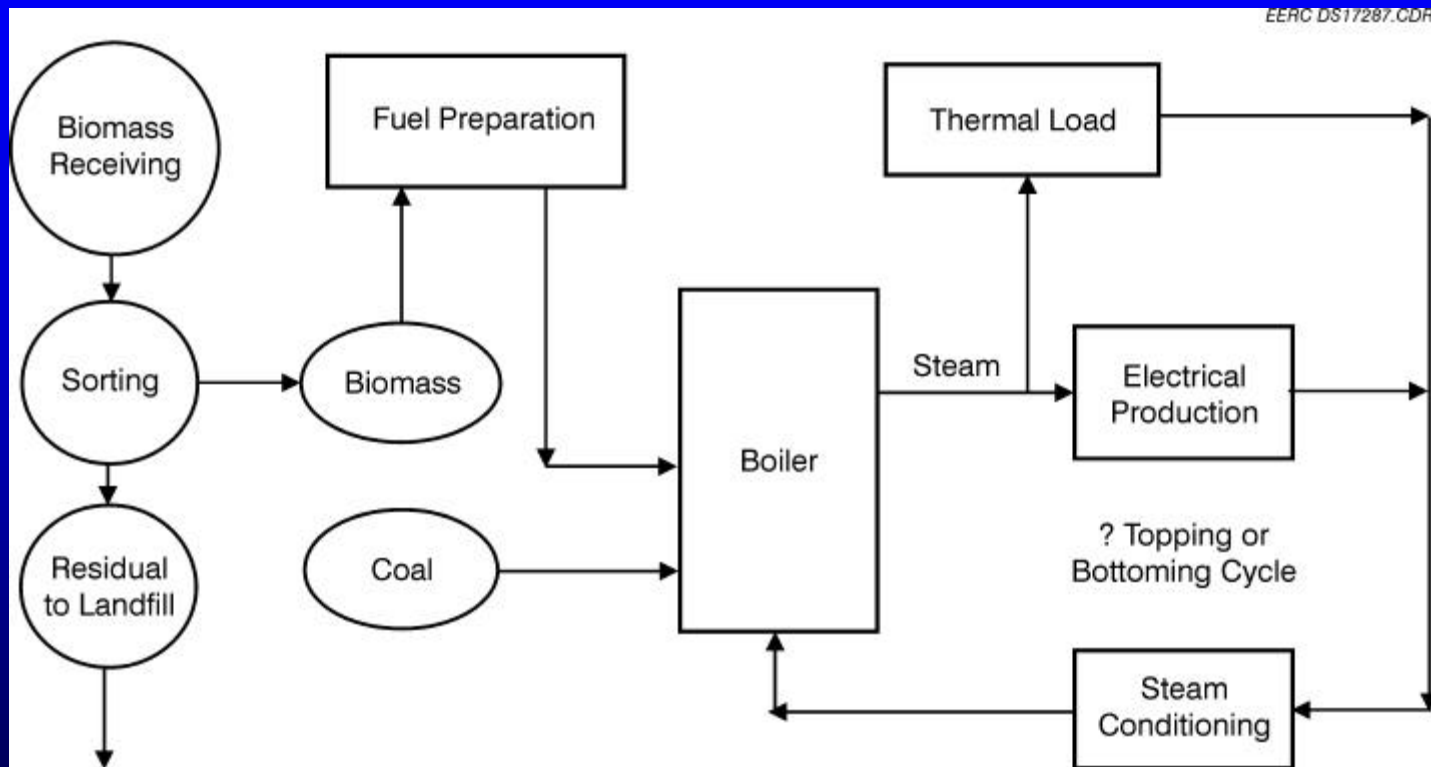 EERC DS17287.CDR
Biomass
Receiving
Fuel Preparation
Thermal Load
Sorting
Biomass
Steam
Electrical
Production
Boiler
Residual
to Landfill
Coal
? Topping or
Bottoming Cycle
Steam
Conditioning